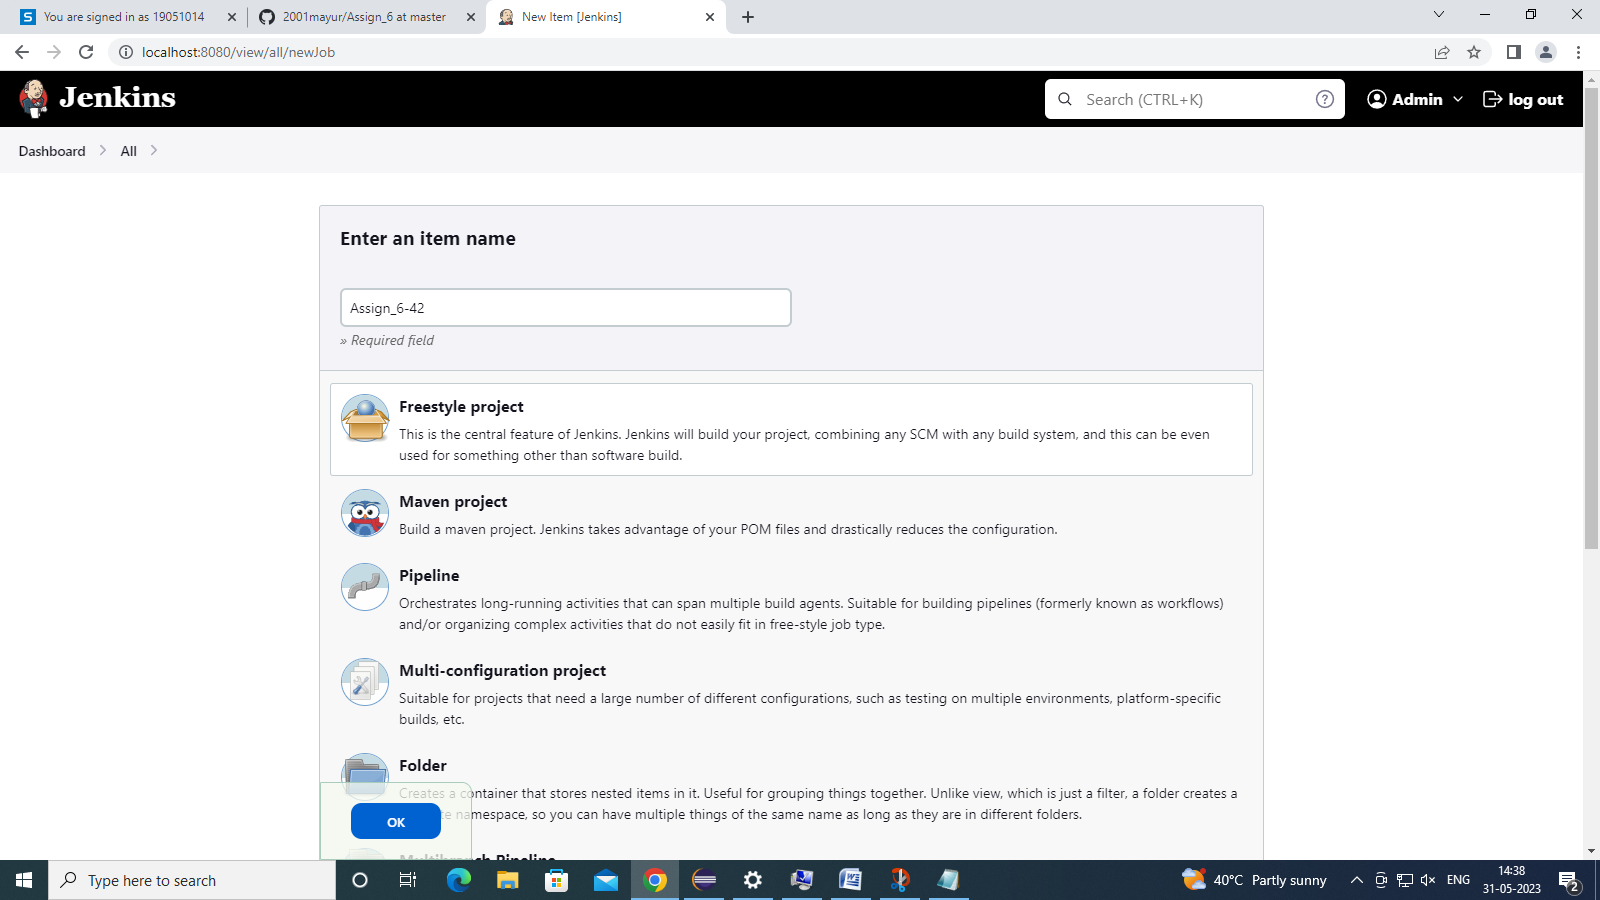 You are signed in as 19051014
2001mayur/Assign_6 at master
New Item [Jenkins]
localhost:8080/view/all/newJob
Jenkins
Search (CTRL+K)
Admin
log out
Dashboard
All
Enter an item name
Assign_6-42
» Required field
Freestyle project
This is the central feature of Jenkins. Jenkins will build your project, combining any SCM with any build system, and this can be even
used for something other than software build.
Maven project
Build a maven project. Jenkins takes advantage of your POM files and drastically reduces the configuration.
Pipeline
Orchestrates long-running activities that can span multiple build agents. Suitable for building pipelines (formerly known as workflows)
and/or organizing complex activities that do not easily fit in free-style job type.
Multi-configuration project
Suitable for projects that need a large number of different configurations, such as testing on multiple environments, platform-specific
builds, etc.
Folder
Creates a container that stores nested items in it. Useful for grouping things together. Unlike view, which is just a filter, a folder creates a
namespace, so you can have multiple things of the same name as long as they are in different folders.
OK
Multibranch Pipeline
Type here to search
40°C Partly sunny
ENG
14:38
31-05-2023
2